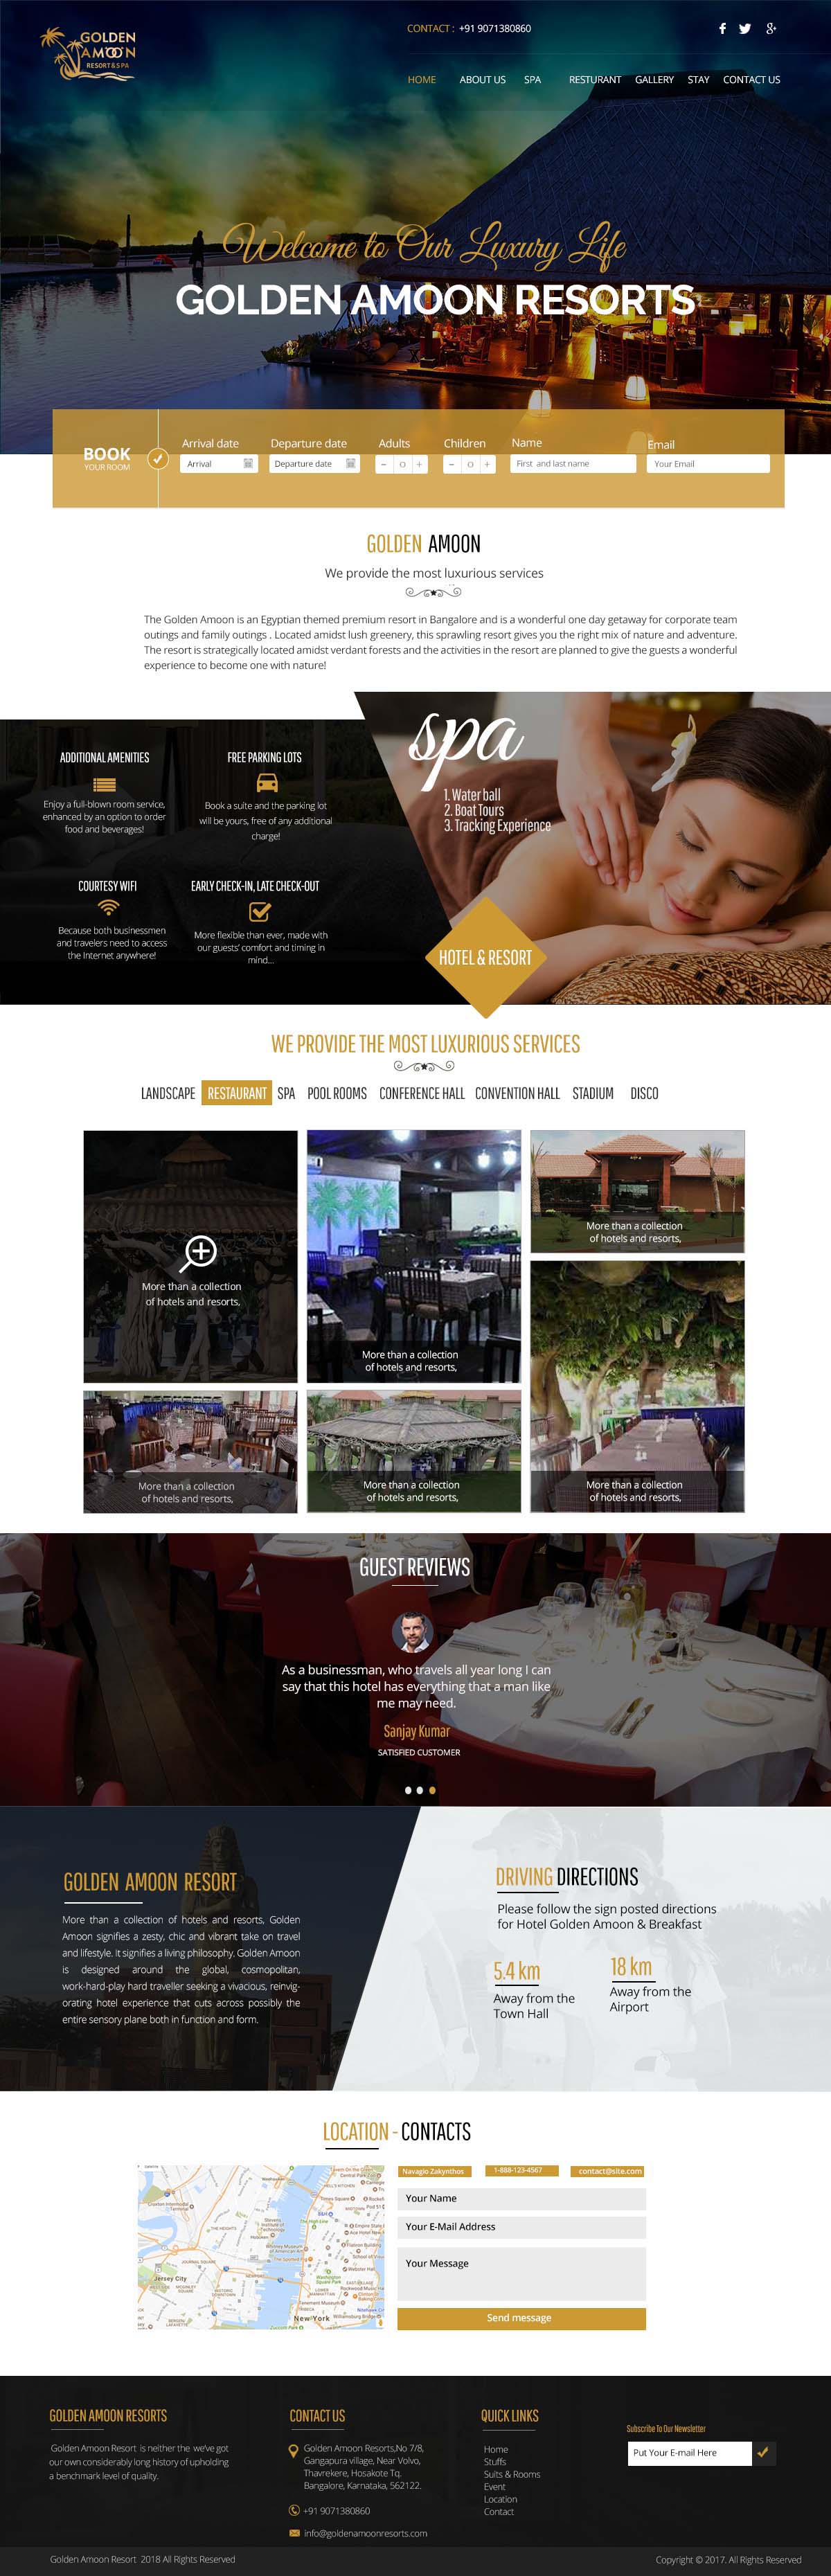 GOLDEN
AMOON
RESORT & SPA
CONTACT : +91 9071380860
HOME ABOUT US SPA RESTURANT GALLERY STAY CONTACT US
Welcome to Our Luxury Life
GOLDEN AMOON RESORTS
BOOK
YOUR ROOM
Arrival date Departure date Adults Children Name Email
Arrival Departure date - 0 + - 0 + First and last name Your Email
GOLDEN AMOON
We provide the most luxurious services
The Golden Amoon is an Egyptian themed premium resort in Bangalore and is a wonderful one day getaway for corporate team
outings and family outings . Located amidst lush greenery, this sprawling resort gives you the right mix of nature and adventure.
The resort is strategically located amidst verdant forests and the activities in the resort are planned to give the guests a wonderful
experience to become one with nature!
ADDITIONAL AMENITIES
Enjoy a full-blown room service,
enhanced by an option to order
food and beverages!
FREE PARKING LOTS
Book a suite and the parking lot
will be yours, free of any additional
charge!
COURTESY WIFI
Because both businessmen
and travelers need to access
the Internet anywhere!
EARLY CHECK-IN, LATE CHECK-OUT
More flexible than ever, made with
our guests' comfort and timing in
mind...
spa
1. Water ball
2. Boat Tours
3. Tracking Experience
HOTEL & RESORT
WE PROVIDE THE MOST LUXURIOUS SERVICES
LANDSCAPE RESTAURANT SPA POOL ROOMS CONFERENCE HALL CONVENTION HALL STADIUM DISCO
More than a collection
of hotels and resorts,
More than a collection
of hotels and resorts,
More than a collection
of hotels and resorts,
More than a collection
of hotels and resorts,
More than a collection
of hotels and resorts,
More than a collection
of hotels and resorts,
GUEST REVIEWS
As a businessman, who travels all year long I can
say that this hotel has everything that a man like
me may need.
Sanjay Kumar
SATISFIED CUSTOMER
GOLDEN AMOON RESORT
More than a collection of hotels and resorts, Golden
Amoon signifies a zesty, chic and vibrant take on travel
and lifestyle. It signifies a living philosophy. Golden Amoon
is designed around the global, cosmopolitan,
work-hard-play hard traveller seeking a vivacious, reinvig-
orating hotel experience that cuts across possibly the
entire sensory plane both in function and form.
DRIVING DIRECTIONS
Please follow the sign posted directions
for Hotel Golden Amoon & Breakfast
5.4 km
Away from the
Town Hall
18 km
Away from the
Airport
LOCATION - CONTACTS
Jersey City
New York
Navagio Zakynthos 1-888-123-4567 contact@site.com
Your Name
Your E-Mail Address
Your Message
Send message
GOLDEN AMOON RESORTS
Golden Amoon Resort is neither the we've got
our own considerably long history of upholding
a benchmark level of quality.
CONTACT US
Golden Amoon Resorts,No 7/8,
Gangapura village, Near Volvo,
Thavrekere, Hosakote Tq.
Bangalore, Karnataka, 562122.
+91 9071380860
info@goldenamoonresorts.com
QUICK LINKS
Home
Stuffs
Suits & Rooms
Event
Location
Contact
Subscribe To Our Newsletter
Put Your E-mail Here
Golden Amoon Resort 2018 All Rights Reserved
Copyright © 2017. All Rights Reserved